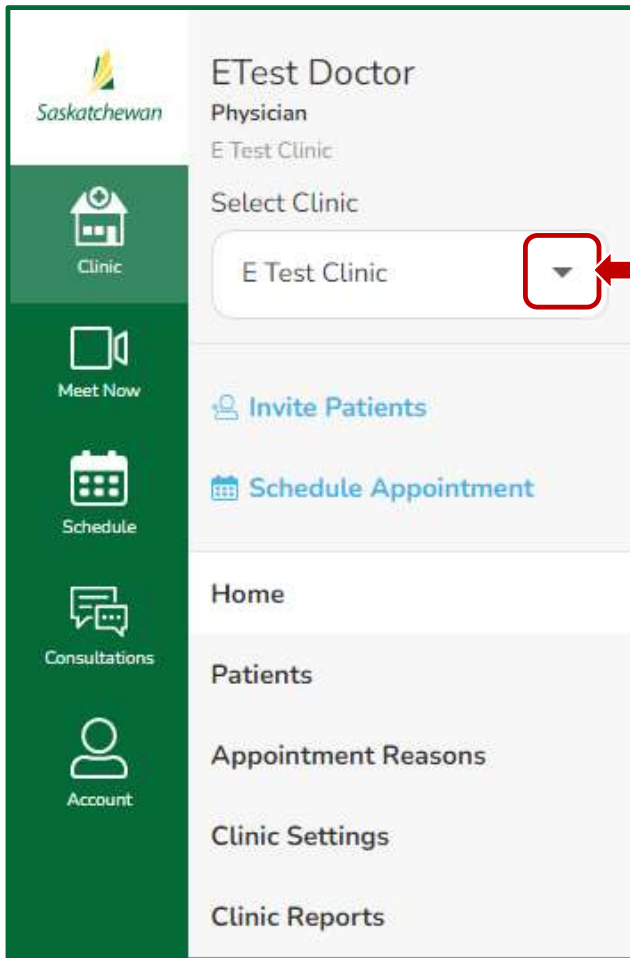 Saskatchewan
Clinic
Meet Now
Schedule
Consultations
Account
ETest Doctor
Physician
E Test Clinic
Select Clinic
E Test Clinic
Invite Patients
Schedule Appointment
Home
Patients
Appointment Reasons
Clinic Settings
Clinic Reports